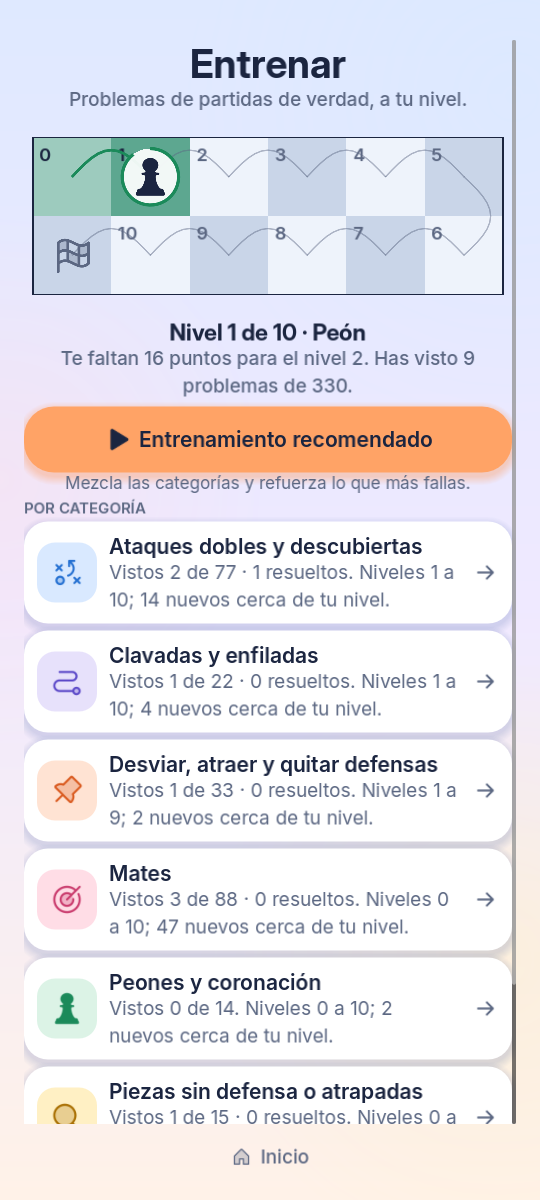 Entrenar
Problemas de partidas de verdad, a tu nivel.
0 1 2 3 4 5
10 9 8 7 6
Nivel 1 de 10 · Peón
Te faltan 16 puntos para el nivel 2. Has visto 9
problemas de 330.
Entrenamiento recomendado
Mezcla las categorías y refuerza lo que más fallas.
POR CATEGORÍA
Ataques dobles y descubiertas
Vistos 2 de 77 · 1 resueltos. Niveles 1 a
10; 14 nuevos cerca de tu nivel.
Clavadas y enfiladas
Vistos 1 de 22 · 0 resueltos. Niveles 1 a
10; 4 nuevos cerca de tu nivel.
Desviar, atraer y quitar defensas
Vistos 1 de 33 · 0 resueltos. Niveles 1 a
9; 2 nuevos cerca de tu nivel.
Mates
Vistos 3 de 88 · 0 resueltos. Niveles 0
a 10; 47 nuevos cerca de tu nivel.
Peones y coronación
Vistos 0 de 14. Niveles 0 a 10; 2
nuevos cerca de tu nivel.
Piezas sin defensa o atrapadas
Vistos 1 de 15 · 0 resueltos. Niveles 0 a
Inicio